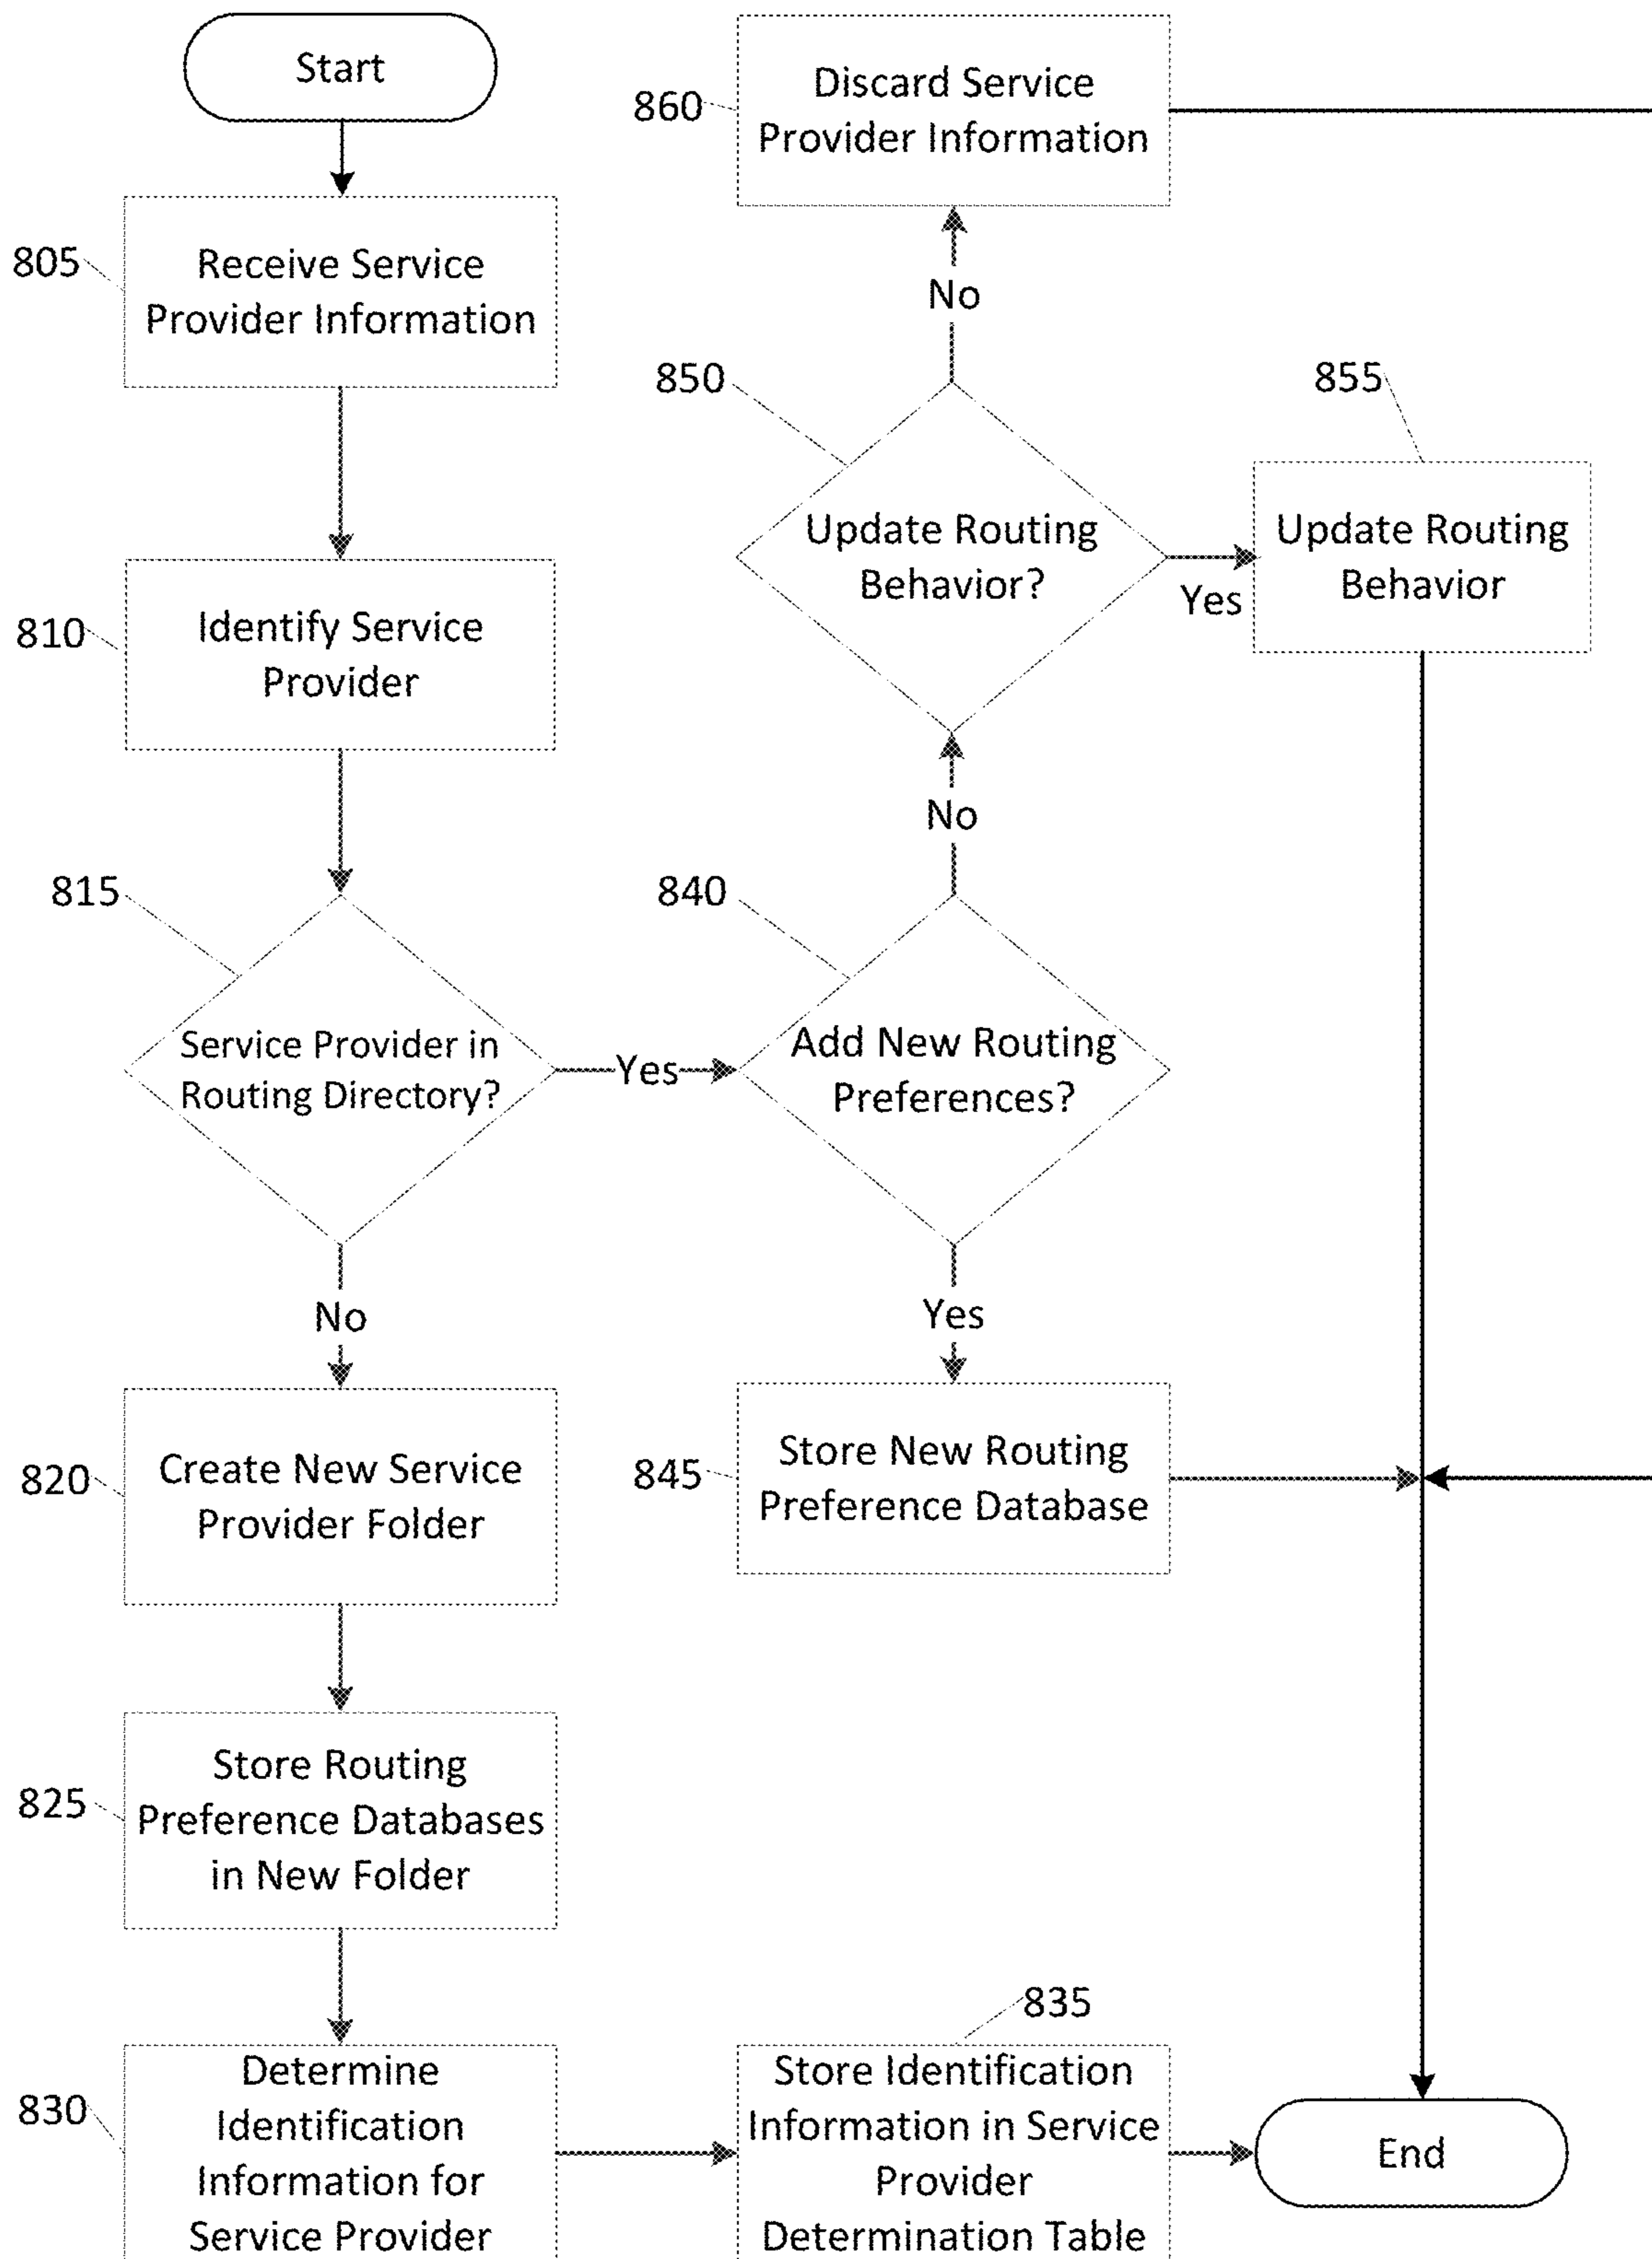 Start
805
Receive Service
Provider Information
810
Identify Service
Provider
815
Service Provider in
Routing Directory?
Yes
No
820
Create New Service
Provider Folder
825
Store Routing
Preference Databases
in New Folder
830
Determine
Identification
Information for
Service Provider
835
Store Identification
Information in Service
Provider
Determination Table
840
Add New Routing
Preferences?
Yes
845
Store New Routing
Preference Database
No
850
Update Routing
Behavior?
Yes
855
Update Routing
Behavior
No
860
Discard Service
Provider Information
End